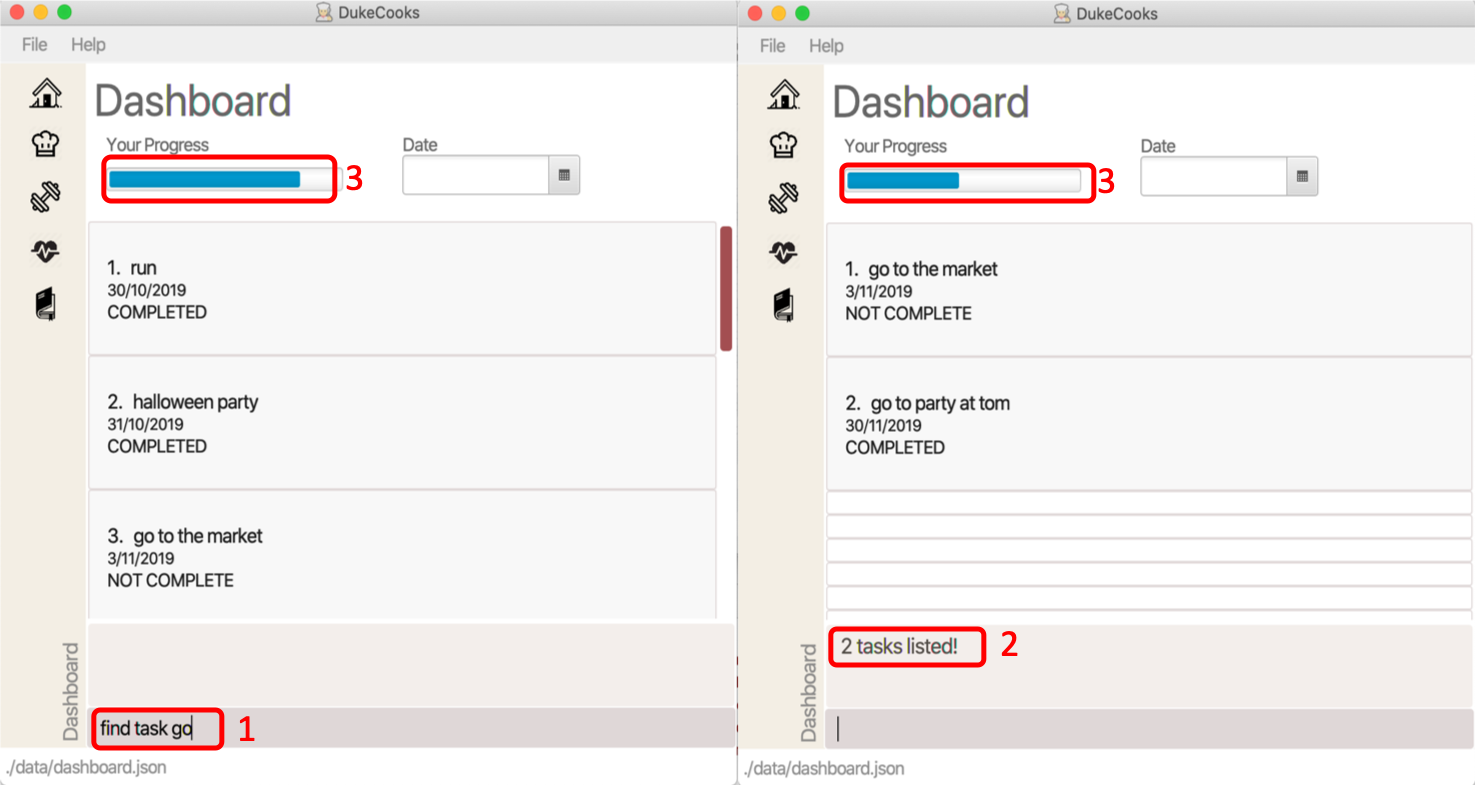 DukeCooks
File Help
Dashboard
Your Progress
Date
3
1. run
30/10/2019
COMPLETED
2. halloween party
31/10/2019
COMPLETED
3. go to the market
3/11/2019
NOT COMPLETE
Dashboard
find task go
1
./data/dashboard.json
DukeCooks
File Help
Dashboard
Your Progress
Date
3
1. go to the market
3/11/2019
NOT COMPLETE
2. go to party at tom
30/11/2019
COMPLETED
2 tasks listed!
2
Dashboard
./data/dashboard.json